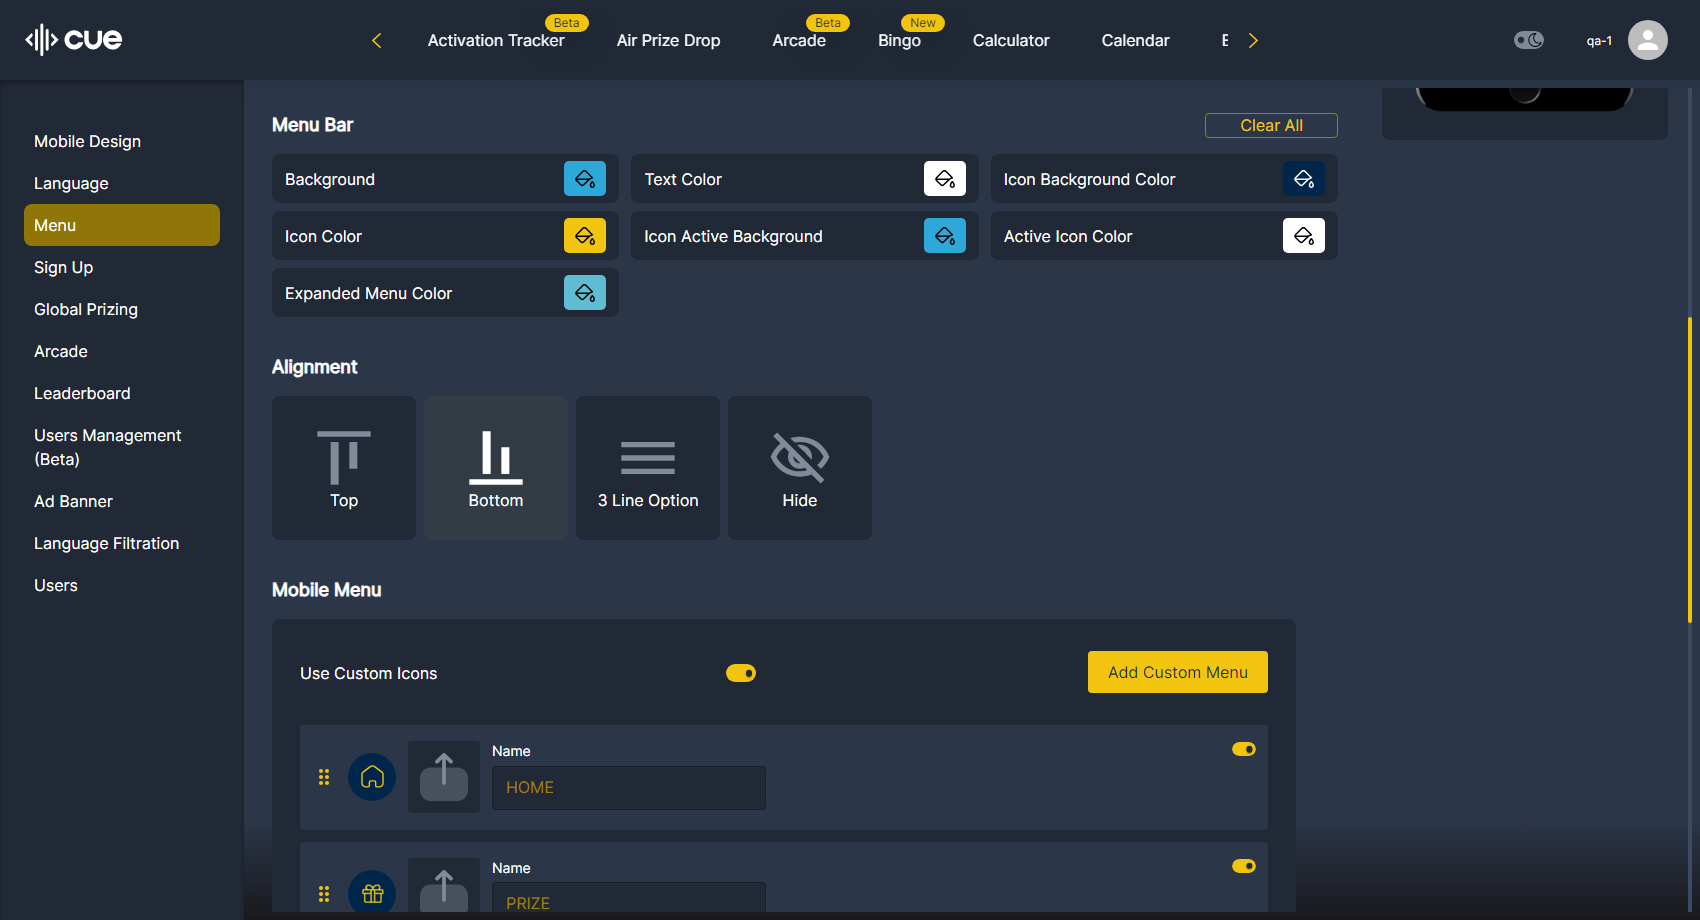 cue
Activation Tracker
Beta
Air Prize Drop
Arcade
Beta
Bingo
New
Calculator
Calendar
qa-1
Mobile Design
Language
Menu
Sign Up
Global Prizing
Arcade
Leaderboard
Users Management
(Beta)
Ad Banner
Language Filtration
Users
Menu Bar
Clear All
Background
Text Color
Icon Background Color
Icon Color
Icon Active Background
Active Icon Color
Expanded Menu Color
Alignment
Top
Bottom
3 Line Option
Hide
Mobile Menu
Use Custom Icons
Add Custom Menu
Name
HOME
Name
PRIZE